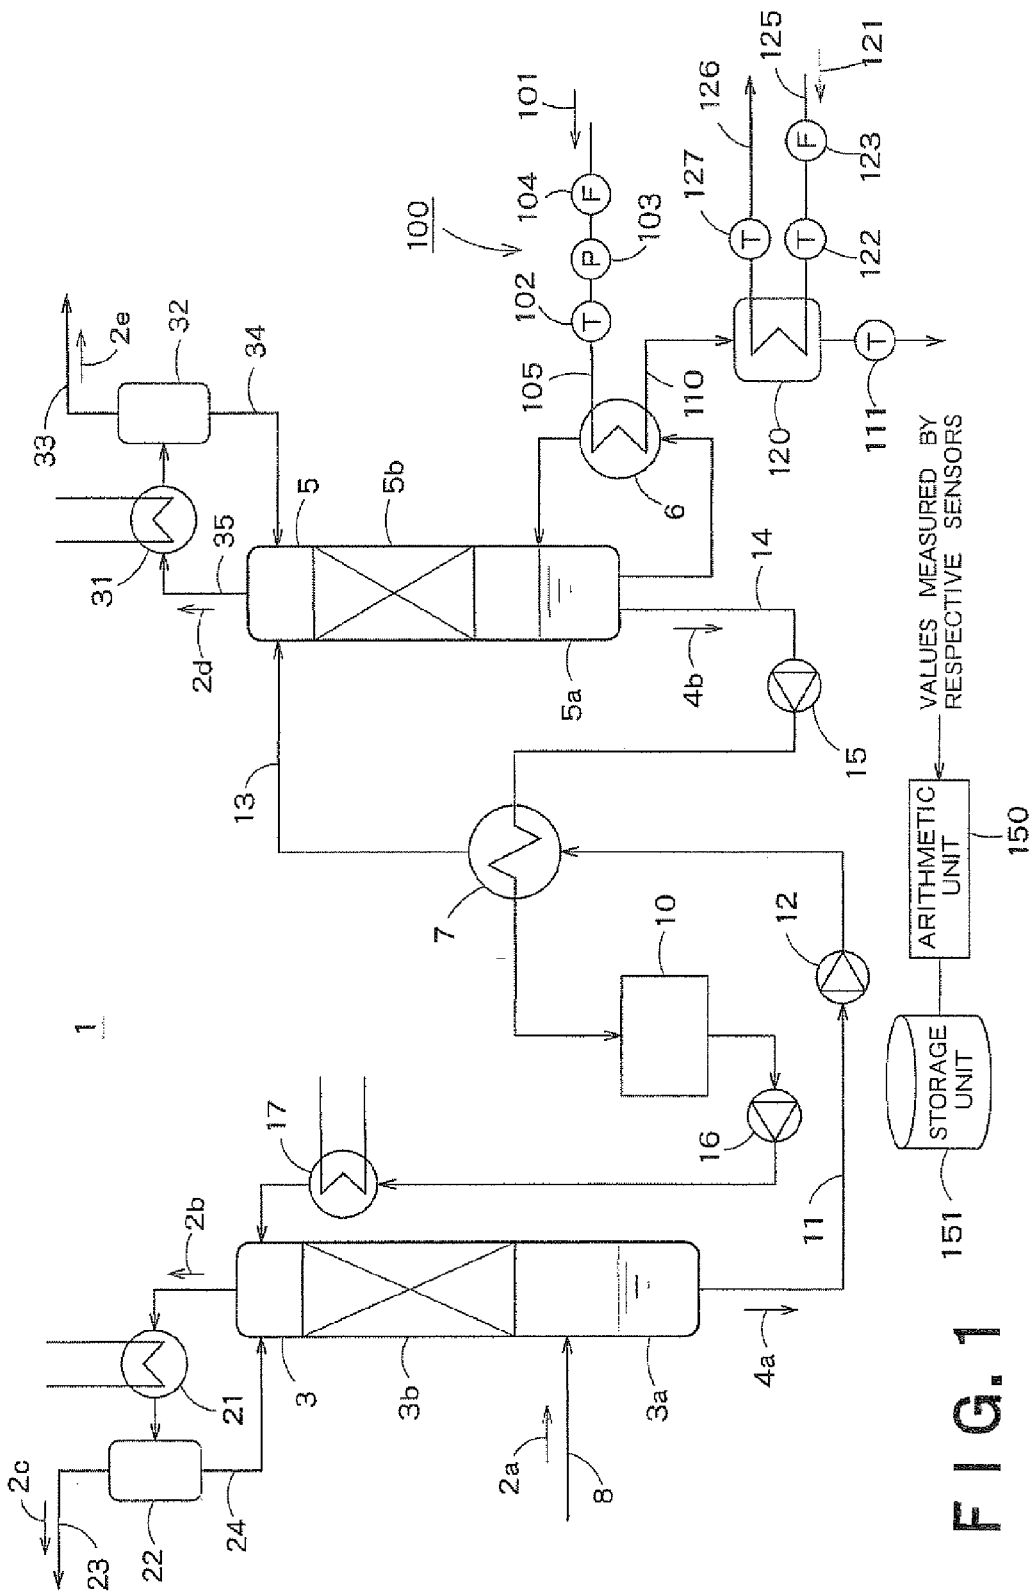 1
2c
23
22
24
21
2b
3
3b
3a
2a
8
4a
17
16
10
11
12
7
13
15
14
4b
2d
35
31
33
2e
32
34
5
5b
5a
6
100
101
104
103
102
105
110
120
111
127
126
125
121
123
122
VALUES MEASURED BY
RESPECTIVE SENSORS
ARITHMETIC
UNIT
150
STORAGE
UNIT
151
T
P
F
T
T
F
T
FIG. 1